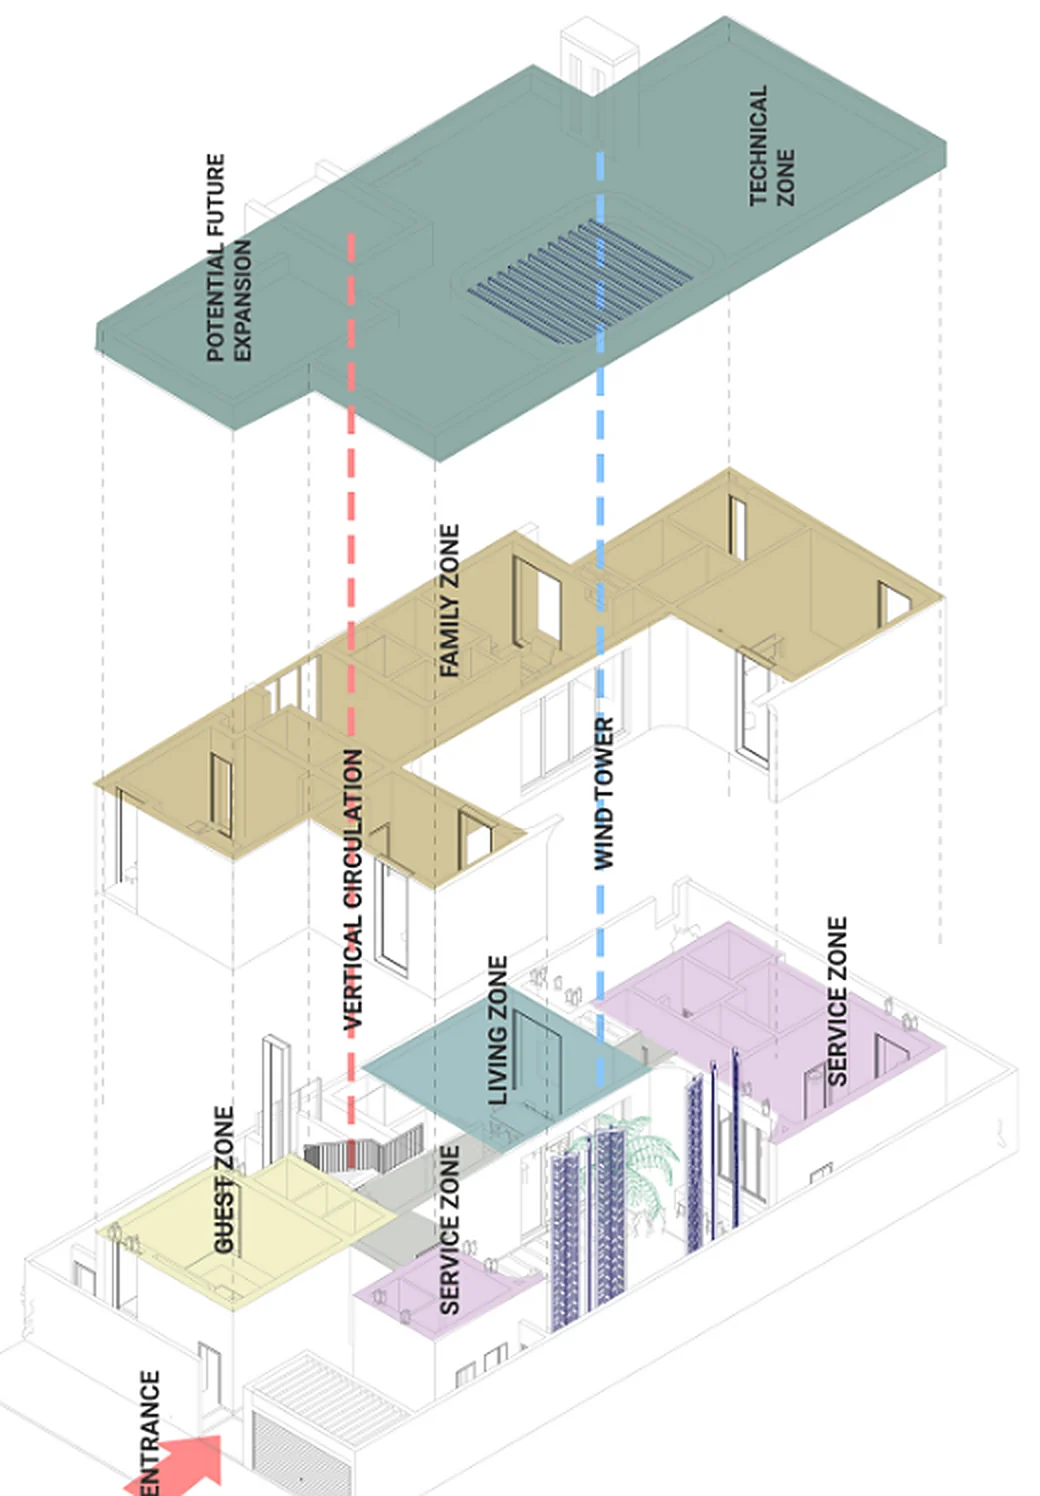 POTENTIAL FUTURE
EXPANSION
TECHNICAL
ZONE
FAMILY ZONE
VERTICAL CIRCULATION
WIND TOWER
LIVING ZONE
SERVICE ZONE
GUEST ZONE
SERVICE ZONE
ENTRANCE